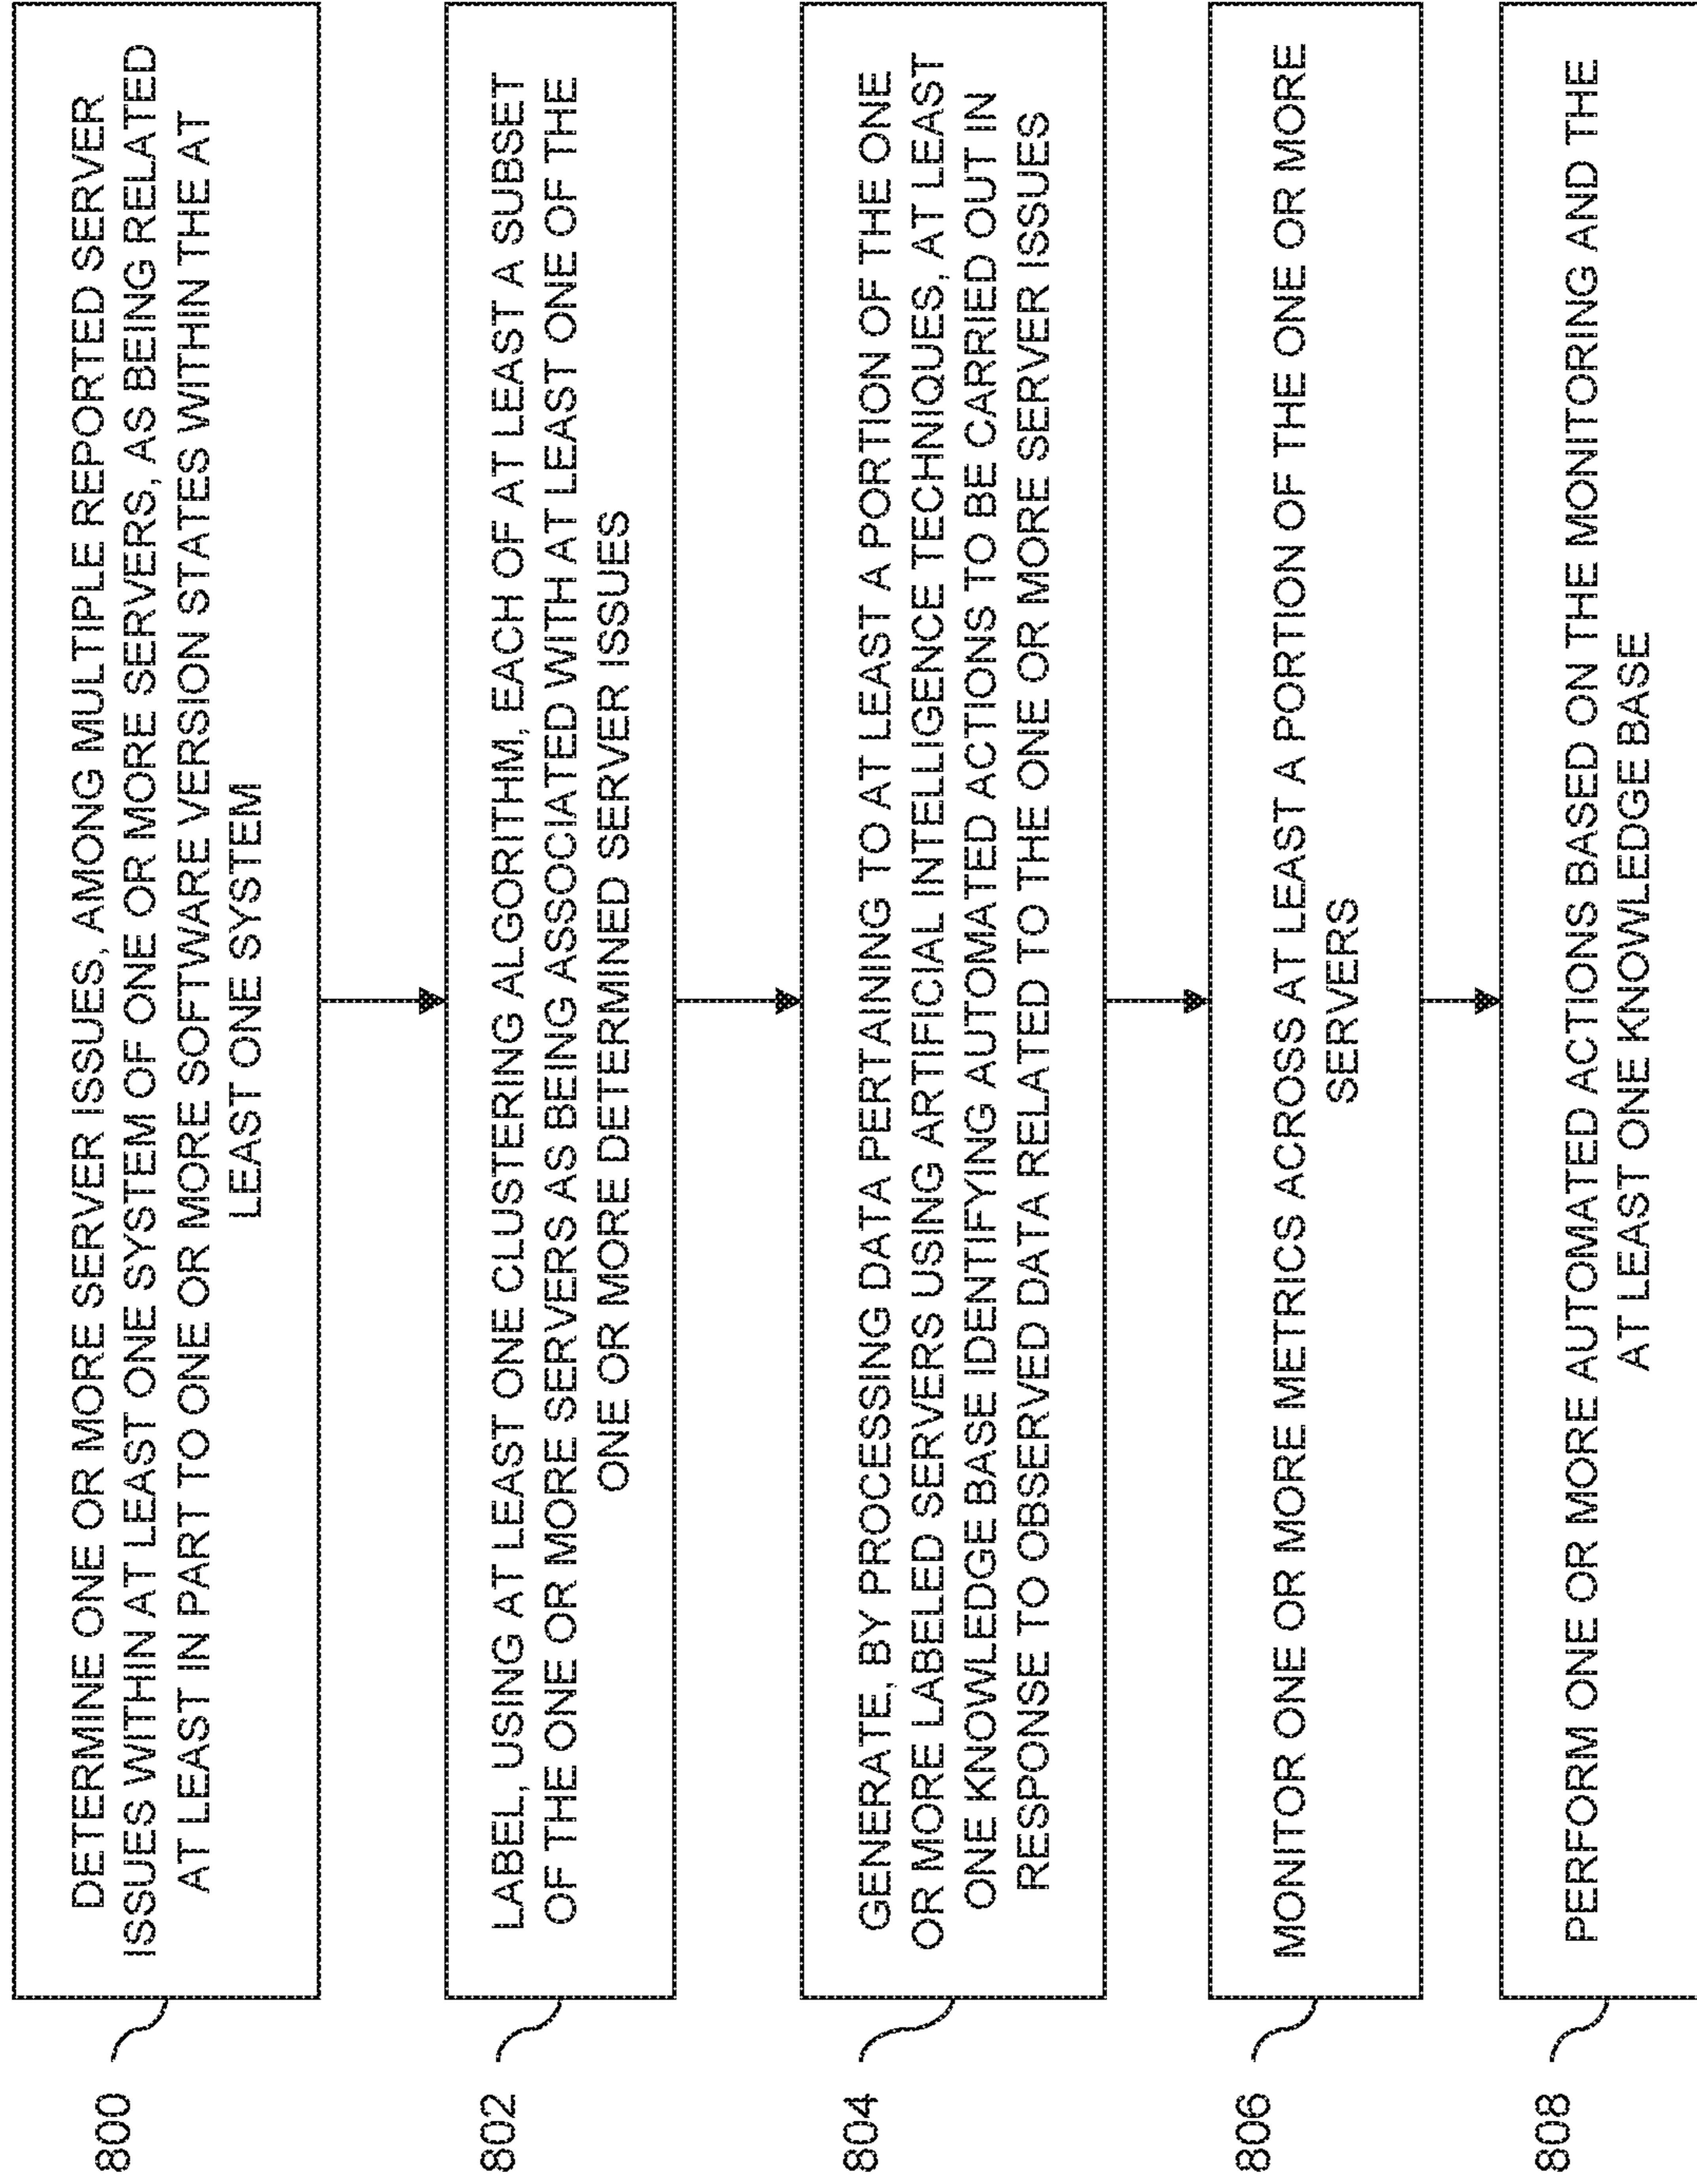 800
DETERMINE ONE OR MORE SERVER ISSUES, AMONG MULTIPLE REPORTED SERVER
ISSUES WITHIN AT LEAST ONE SYSTEM OF ONE OR MORE SERVERS, AS BEING RELATED
AT LEAST IN PART TO ONE OR MORE SOFTWARE VERSION STATES WITHIN THE AT
LEAST ONE SYSTEM
802
LABEL, USING AT LEAST ONE CLUSTERING ALGORITHM, EACH OF AT LEAST A SUBSET
OF THE ONE OR MORE SERVERS AS BEING ASSOCIATED WITH AT LEAST ONE OF THE
ONE OR MORE DETERMINED SERVER ISSUES
804
GENERATE, BY PROCESSING DATA PERTAINING TO AT LEAST A PORTION OF THE ONE
OR MORE LABELED SERVERS USING ARTIFICIAL INTELLIGENCE TECHNIQUES, AT LEAST
ONE KNOWLEDGE BASE IDENTIFYING AUTOMATED ACTIONS TO BE CARRIED OUT IN
RESPONSE TO OBSERVED DATA RELATED TO THE ONE OR MORE SERVER ISSUES
806
MONITOR ONE OR MORE METRICS ACROSS AT LEAST A PORTION OF THE ONE OR MORE
SERVERS
808
PERFORM ONE OR MORE AUTOMATED ACTIONS BASED ON THE MONITORING AND THE
AT LEAST ONE KNOWLEDGE BASE